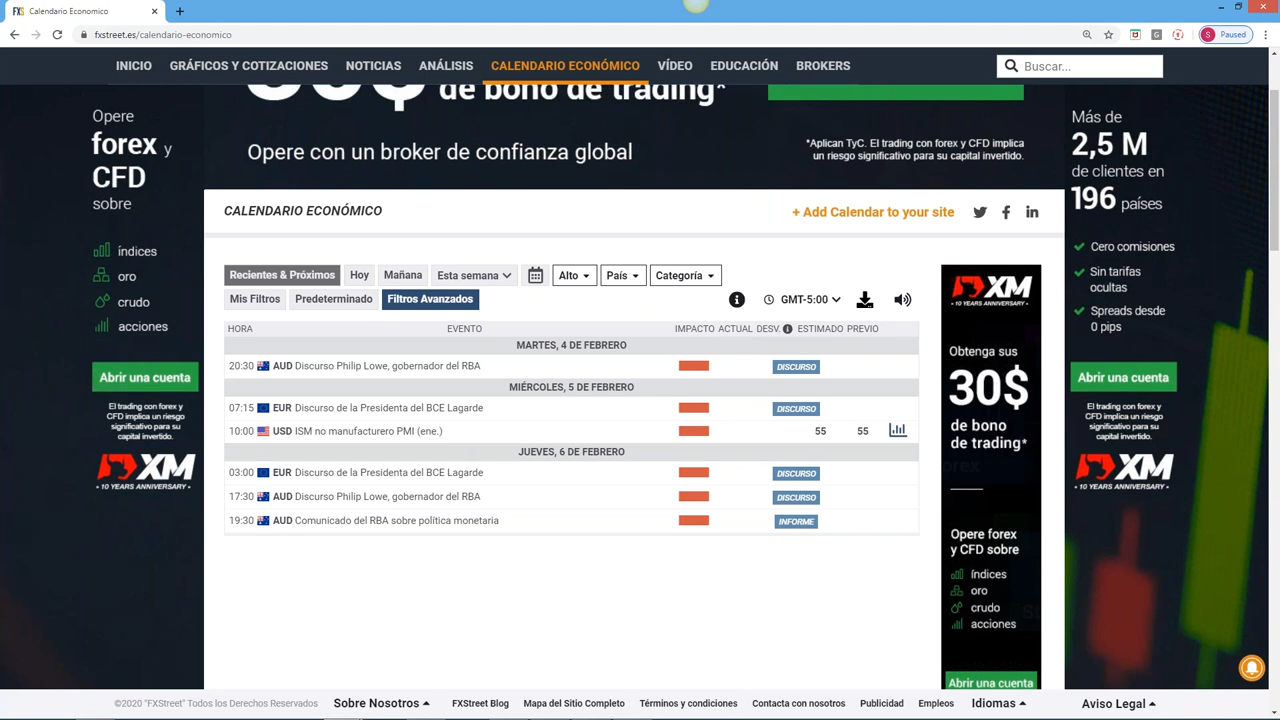 Calendario Economico
fxstreet.es/calendario-economico
S Paused
INICIO GRÁFICOS Y COTIZACIONES NOTICIAS ANÁLISIS CALENDARIO ECONÓMICO VÍDEO EDUCACIÓN BROKERS Buscar...
de bono de trading*
Opere con un broker de confianza global
*Aplican TyC. El trading con forex y CFD implica
un riesgo significativo para su capital invertido.
Opere
forex y
CFD
sobre
índices
oro
crudo
acciones
Abrir una cuenta
El trading con forex y
CFD implica un riesgo
significativo para su
capital invertido.
XM
10 YEARS ANNIVERSARY
CALENDARIO ECONÓMICO
+ Add Calendar to your site
Recientes & Próximos Hoy Mañana Esta semana Alto País Categoría
Mis Filtros Predeterminado Filtros Avanzados GMT-5:00
HORA EVENTO IMPACTO ACTUAL DESV. ESTIMADO PREVIO
MARTES, 4 DE FEBRERO
20:30 AUD Discurso Philip Lowe, gobernador del RBA DISCURSO
MIÉRCOLES, 5 DE FEBRERO
07:15 EUR Discurso de la Presidenta del BCE Lagarde DISCURSO
10:00 USD ISM no manufacturero PMI (ene.) 55 55
JUEVES, 6 DE FEBRERO
03:00 EUR Discurso de la Presidenta del BCE Lagarde DISCURSO
17:30 AUD Discurso Philip Lowe, gobernador del RBA DISCURSO
19:30 AUD Comunicado del RBA sobre política monetaria INFORME
XM
10 YEARS ANNIVERSARY
Obtenga sus
30$
de bono
de trading*
Opere forex
y CFD sobre
índices
oro
crudo
acciones
Abrir una cuenta
Más de
2,5 M
de clientes en
196 países
Cero comisiones
Sin tarifas
ocultas
Spreads desde
0 pips
Abrir una cuenta
El trading con forex y
CFD implica un riesgo
significativo para su
capital invertido.
XM
10 YEARS ANNIVERSARY
©2020 "FXStreet" Todos los Derechos Reservados Sobre Nosotros FXStreet Blog Mapa del Sitio Completo Términos y condiciones Contacta con nosotros Publicidad Empleos Idiomas Aviso Legal